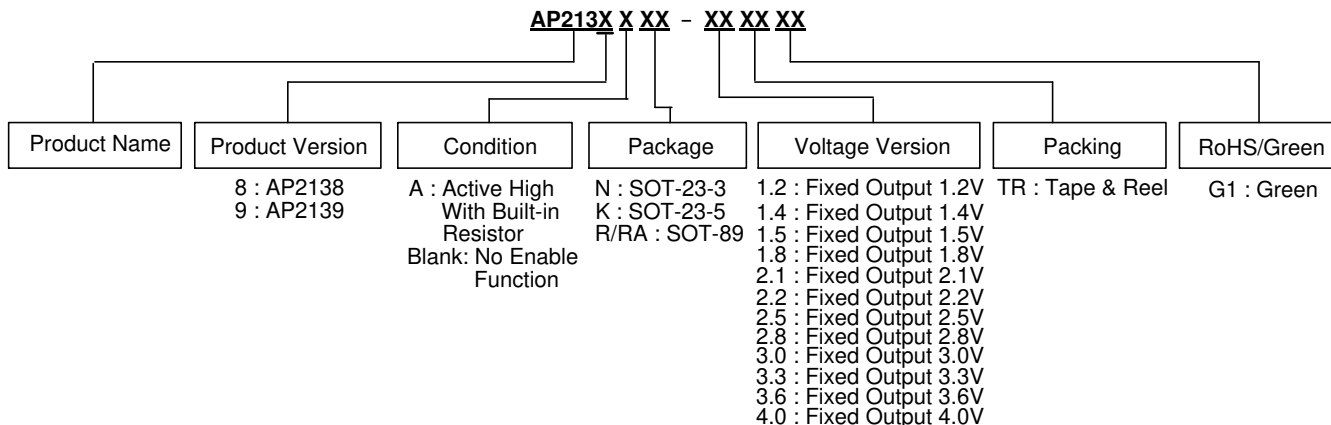 AP213X X XX – XX XX XX
Product Name
Product Version
8 : AP2138
9 : AP2139
Condition
A : Active High
With Built-in
Resistor
Blank: No Enable
Function
Package
N : SOT-23-3
K : SOT-23-5
R/RA : SOT-89
Voltage Version
1.2 : Fixed Output 1.2V
1.4 : Fixed Output 1.4V
1.5 : Fixed Output 1.5V
1.8 : Fixed Output 1.8V
2.1 : Fixed Output 2.1V
2.2 : Fixed Output 2.2V
2.5 : Fixed Output 2.5V
2.8 : Fixed Output 2.8V
3.0 : Fixed Output 3.0V
3.3 : Fixed Output 3.3V
3.6 : Fixed Output 3.6V
4.0 : Fixed Output 4.0V
Packing
TR : Tape & Reel
RoHS/Green
G1 : Green